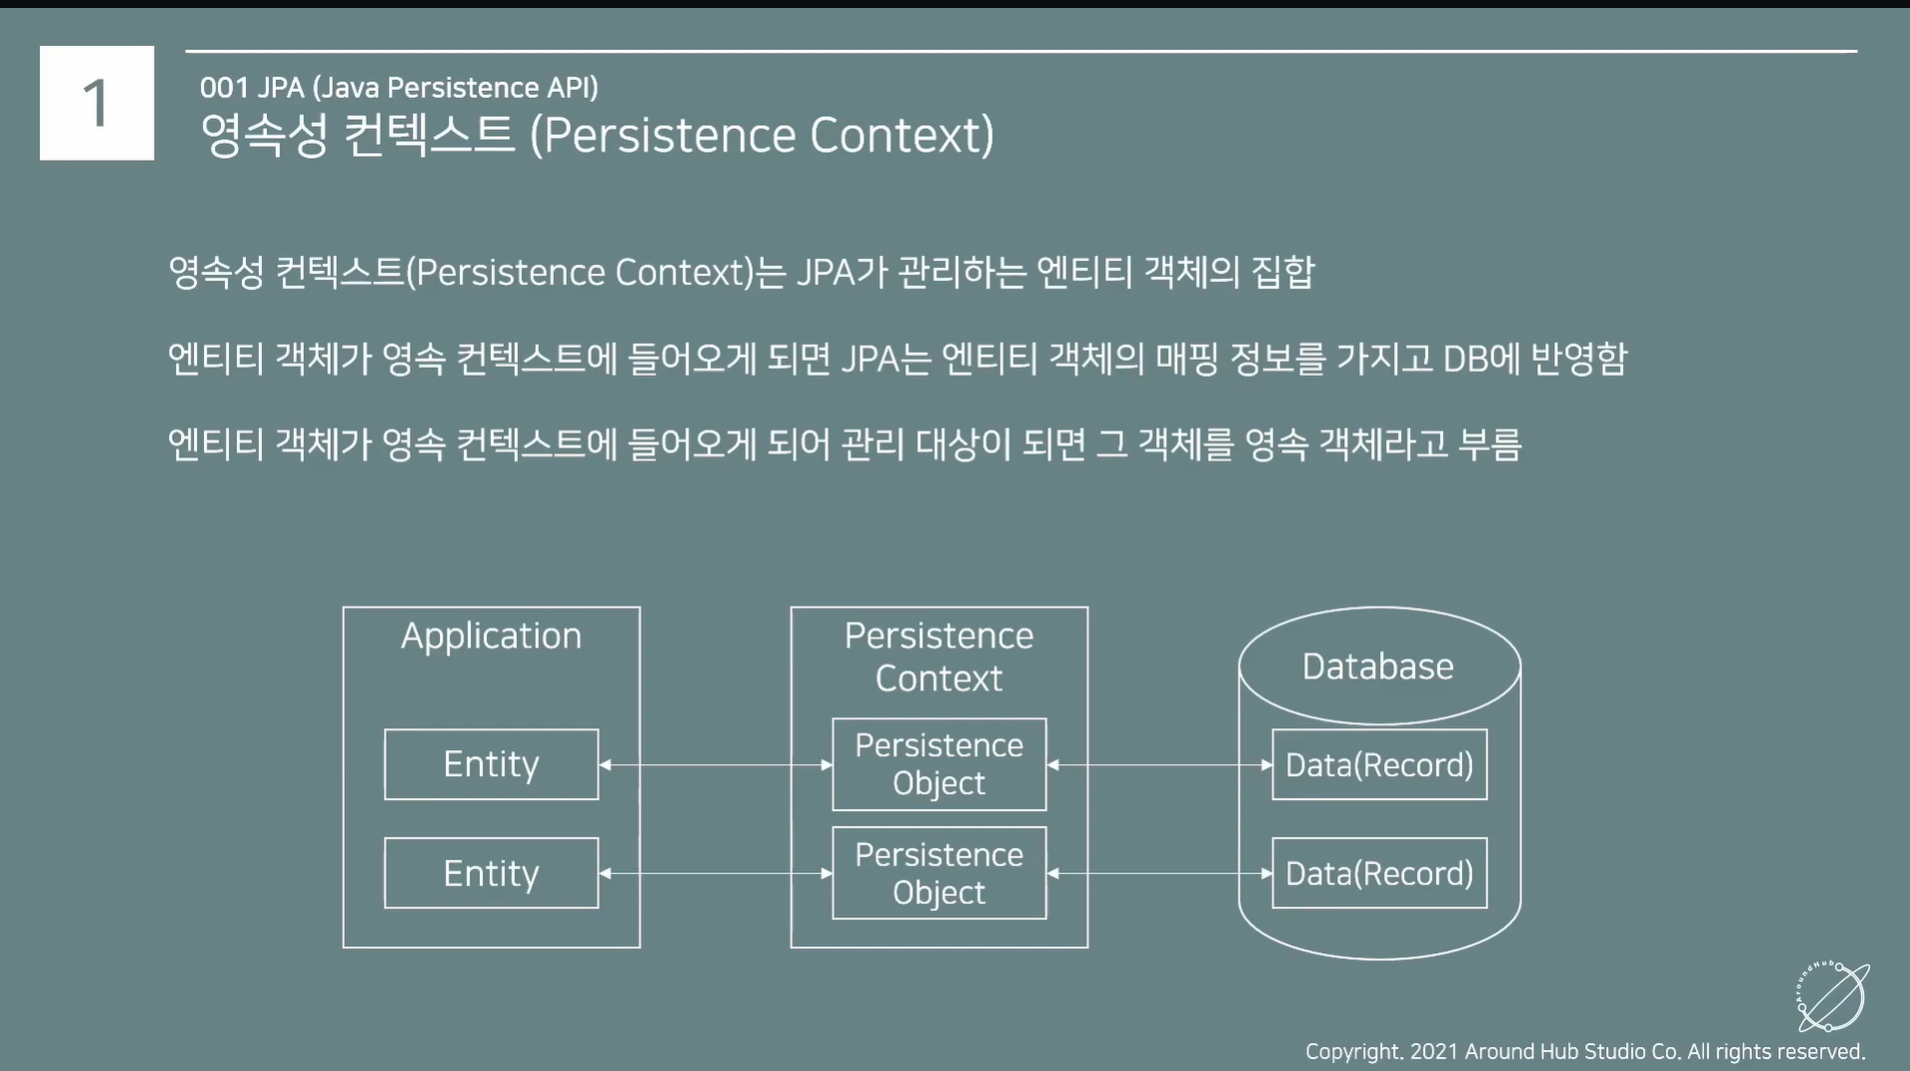 1
001 JPA (Java Persistence API)
영속성 컨텍스트 (Persistence Context)
영속성 컨텍스트(Persistence Context)는 JPA가 관리하는 엔티티 객체의 집합
엔티티 객체가 영속 컨텍스트에 들어오게 되면 JPA는 엔티티 객체의 매핑 정보를 가지고 DB에 반영함
엔티티 객체가 영속 컨텍스트에 들어오게 되어 관리 대상이 되면 그 객체를 영속 객체라고 부름
Application
Entity
Entity
Persistence
Context
Persistence
Object
Persistence
Object
Database
Data(Record)
Data(Record)
AroundHub
Copyright. 2021 Around Hub Studio Co. All rights reserved.